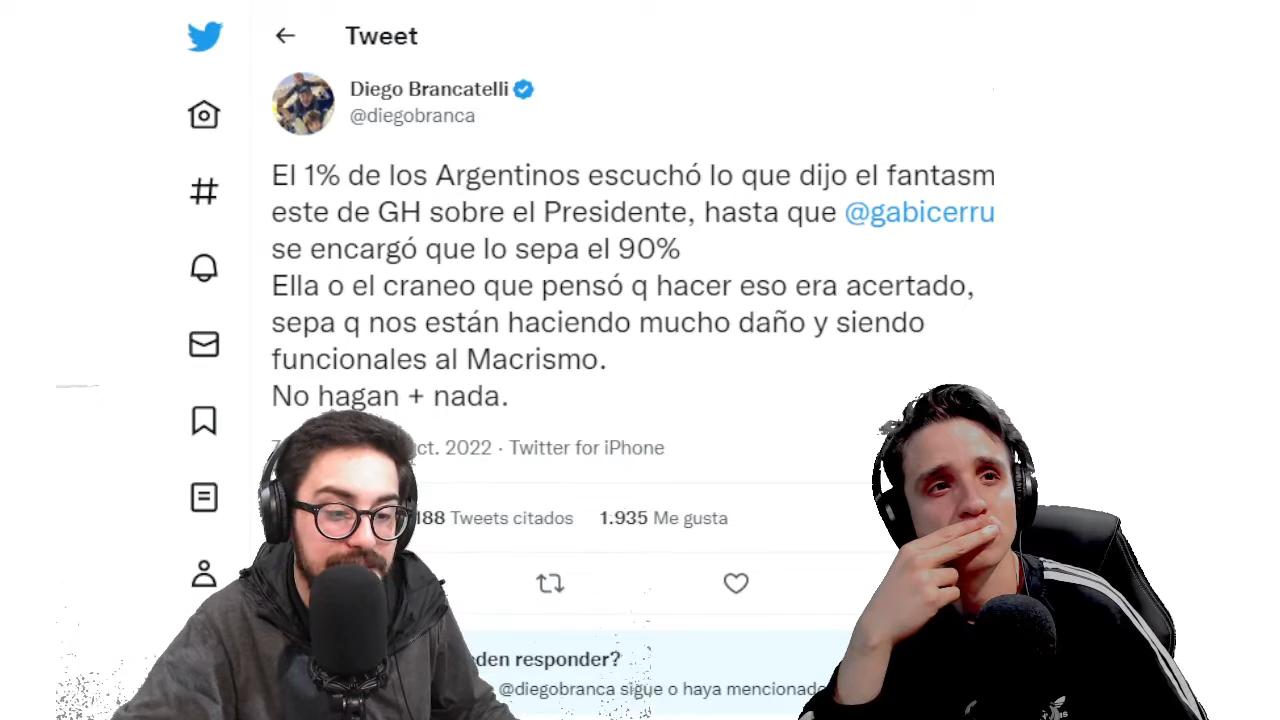 Tweet
Diego Brancatelli
@diegobranca
El 1% de los Argentinos escuchó lo que dijo el fantasm
este de GH sobre el Presidente, hasta que @gabicerru
se encargó que lo sepa el 90%
Ella o el craneo que pensó q hacer eso era acertado,
sepa q nos están haciendo mucho daño y siendo
funcionales al Macrismo.
No hagan + nada.
ct. 2022 · Twitter for iPhone
188 Tweets citados 1.935 Me gusta
den responder?
@diegobranca sigue o haya mencionado